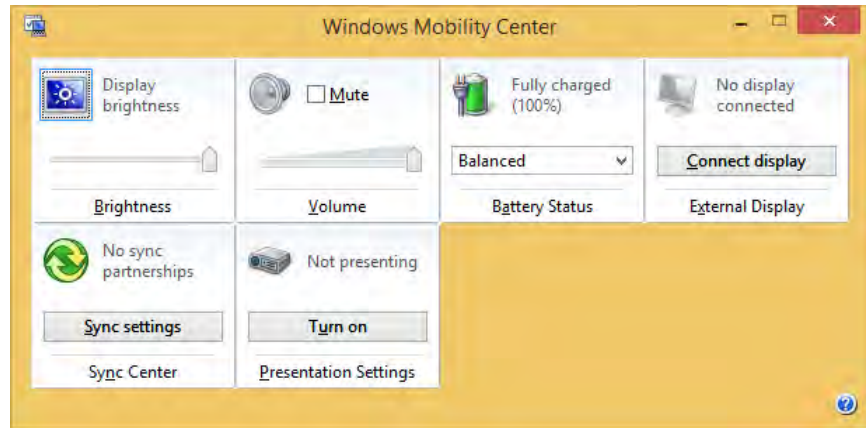 Windows Mobility Center
Display
brightness
Brightness
Mute
Volume
Fully charged
(100%)
Balanced
Battery Status
No display
connected
Connect display
External Display
No sync
partnerships
Sync settings
Sync Center
Not presenting
Turn on
Presentation Settings